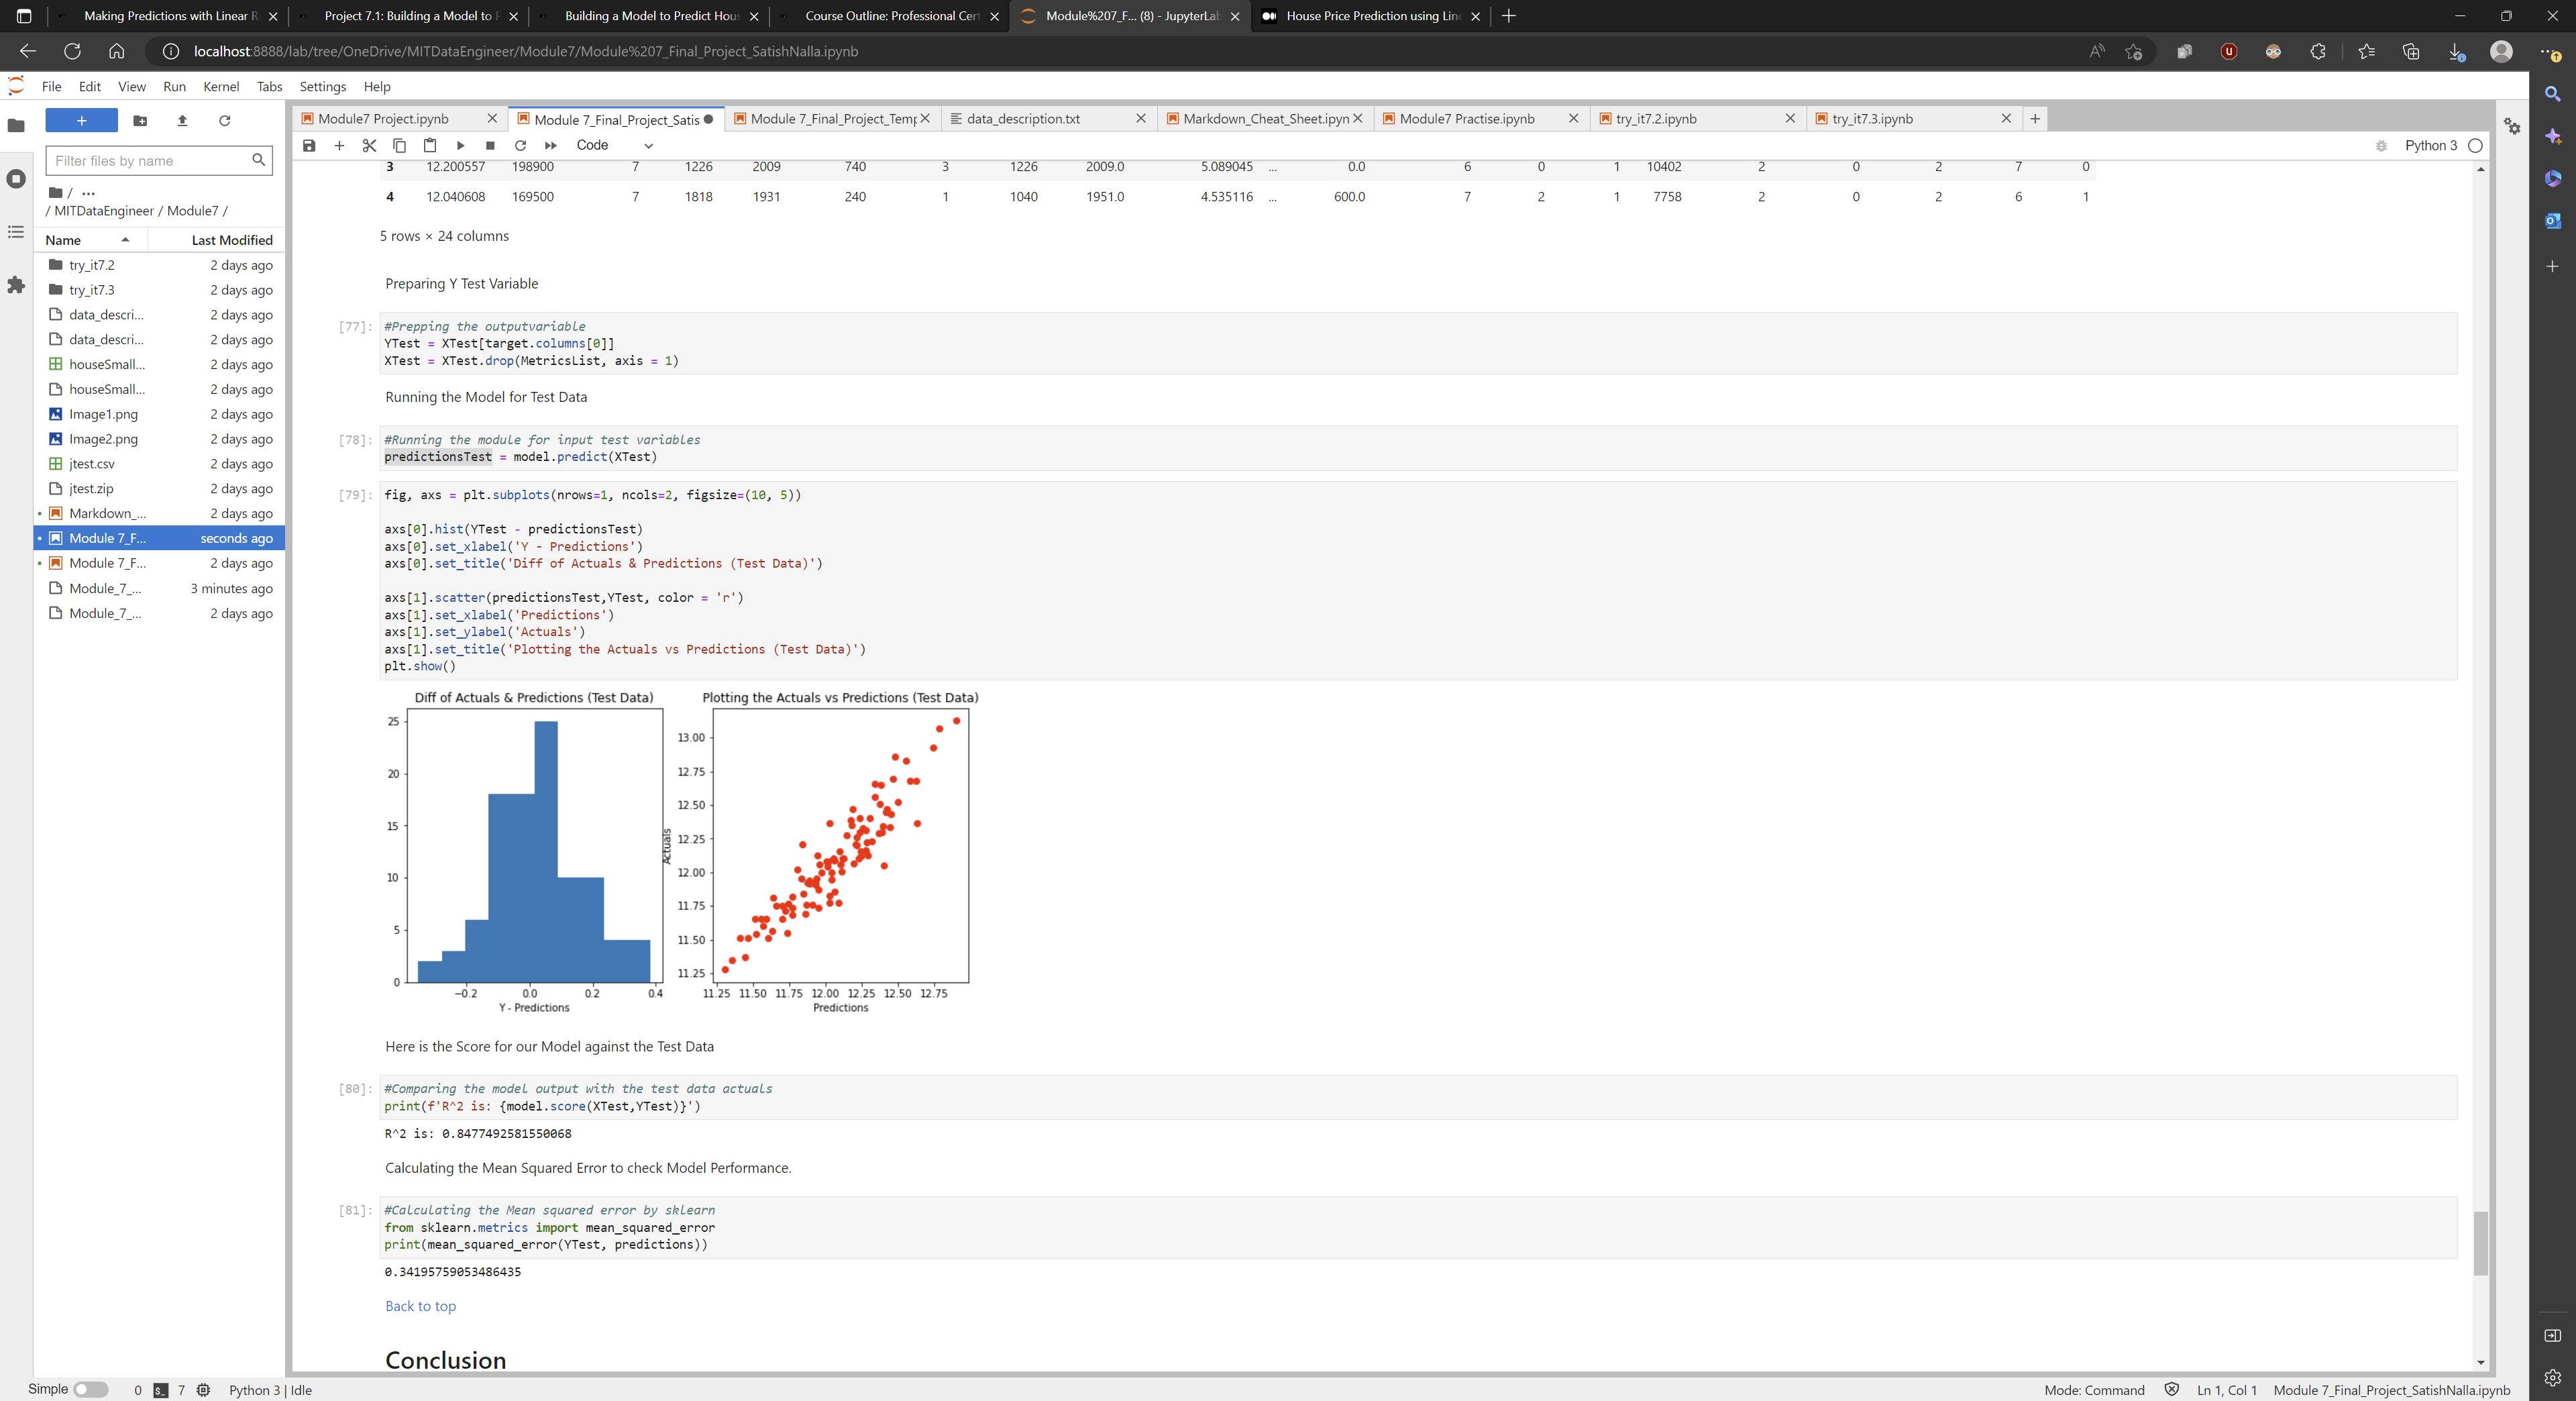 Making Predictions with Linear R
Project 7.1: Building a Model to P
Building a Model to Predict Hous
Course Outline: Professional Cert
Module%207_F... (8) - JupyterLab
House Price Prediction using Line
localhost:8888/lab/tree/OneDrive/MITDataEngineer/Module7/Module%207_Final_Project_SatishNalla.ipynb
File Edit View Run Kernel Tabs Settings Help
Filter files by name
/ ...
/ MITDataEngineer / Module7 /
Name Last Modified
try_it7.2 2 days ago
try_it7.3 2 days ago
data_descri... 2 days ago
data_descri... 2 days ago
houseSmall... 2 days ago
houseSmall... 2 days ago
Image1.png 2 days ago
Image2.png 2 days ago
jtest.csv 2 days ago
jtest.zip 2 days ago
Markdown_... 2 days ago
Module 7_F... seconds ago
Module 7_F... 2 days ago
Module_7_... 3 minutes ago
Module_7_... 2 days ago
Module7 Project.ipynb
Module 7_Final_Project_Satis
Module 7_Final_Project_Temp
data_description.txt
Markdown_Cheat_Sheet.ipyn
Module7 Practise.ipynb
try_it7.2.ipynb
try_it7.3.ipynb
Code
Python 3
3 12.200557 198900 7 1226 2009 740 3 1226 2009.0 5.089045 ... 0.0 6 0 1 10402 2 0 2 7 0
4 12.040608 169500 7 1818 1931 240 1 1040 1951.0 4.535116 ... 600.0 7 2 1 7758 2 0 2 6 1
5 rows × 24 columns
Preparing Y Test Variable
[77]: #Prepping the outputvariable
YTest = XTest[target.columns[0]]
XTest = XTest.drop(MetricsList, axis = 1)
Running the Model for Test Data
[78]: #Running the module for input test variables
predictionsTest = model.predict(XTest)
[79]: fig, axs = plt.subplots(nrows=1, ncols=2, figsize=(10, 5))
axs[0].hist(YTest - predictionsTest)
axs[0].set_xlabel('Y - Predictions')
axs[0].set_title('Diff of Actuals & Predictions (Test Data)')
axs[1].scatter(predictionsTest,YTest, color = 'r')
axs[1].set_xlabel('Predictions')
axs[1].set_ylabel('Actuals')
axs[1].set_title('Plotting the Actuals vs Predictions (Test Data)')
plt.show()
Diff of Actuals & Predictions (Test Data)
25
20
15
10
5
0
−0.2 0.0 0.2 0.4
Y - Predictions
Plotting the Actuals vs Predictions (Test Data)
Actuals
13.00
12.75
12.50
12.25
12.00
11.75
11.50
11.25
11.25 11.50 11.75 12.00 12.25 12.50 12.75
Predictions
Here is the Score for our Model against the Test Data
[80]: #Comparing the model output with the test data actuals
print(f'R^2 is: {model.score(XTest,YTest)}')
R^2 is: 0.8477492581550068
Calculating the Mean Squared Error to check Model Performance.
[81]: #Calculating the Mean squared error by sklearn
from sklearn.metrics import mean_squared_error
print(mean_squared_error(YTest, predictions))
0.34195759053486435
Back to top
Conclusion
Simple 0 7 Python 3 | Idle
Mode: Command Ln 1, Col 1 Module 7_Final_Project_SatishNalla.ipynb